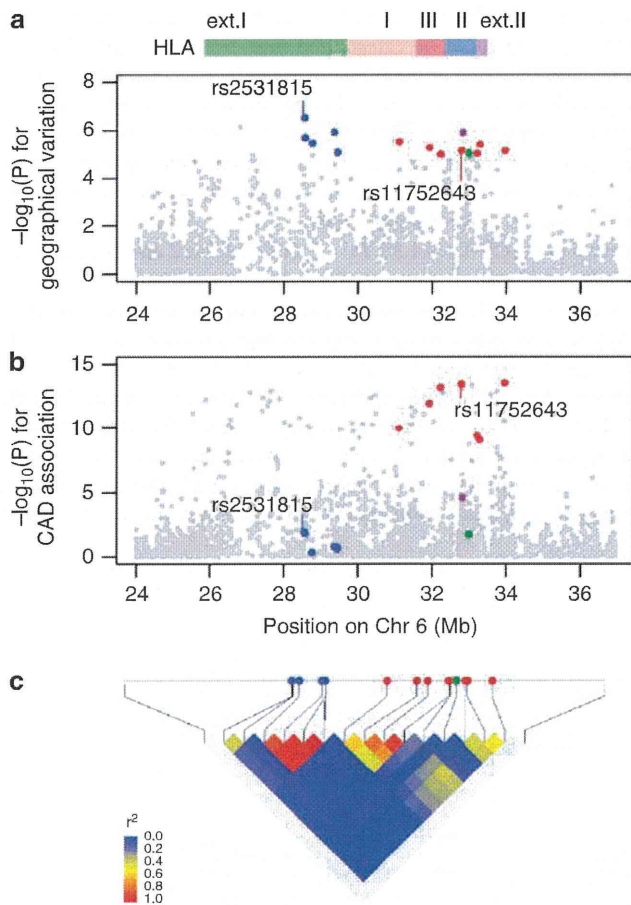 a
ext.I I III II ext.II
HLA
rs2531815
rs11752643
−log10(P) for
geographical variation
8
6
4
2
0
24 26 28 30 32 34 36
b
rs11752643
rs2531815
−log10(P) for
CAD association
15
10
5
0
24 26 28 30 32 34 36
Position on Chr 6 (Mb)
c
r2
0.0
0.2
0.4
0.6
0.8
1.0